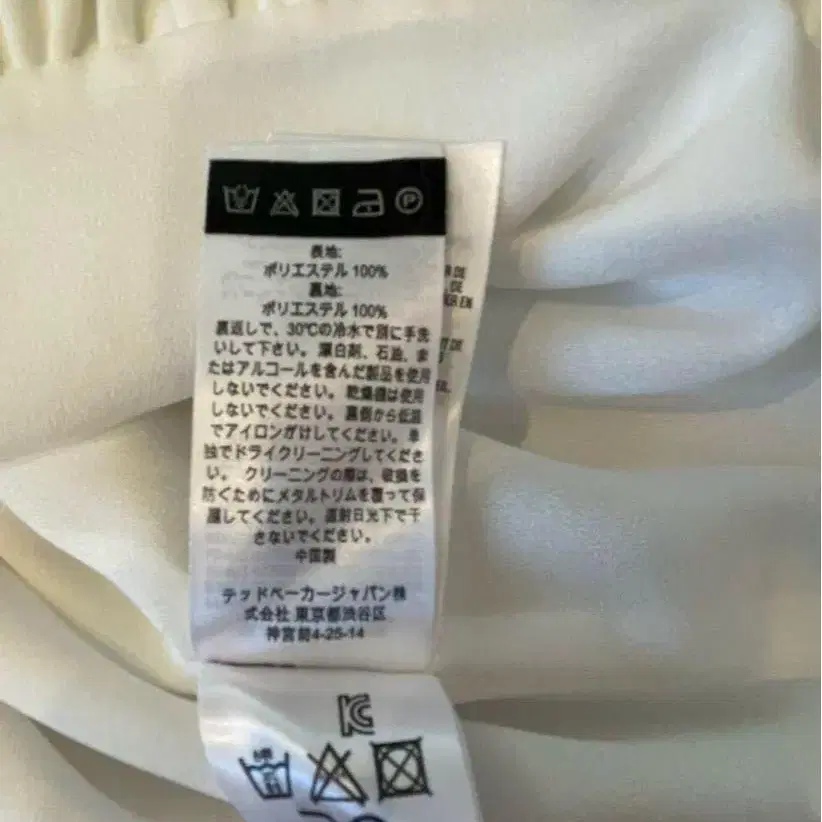 P
表地:
ポリエステル 100%
裏地:
ポリエステル 100%
裏返しで、30℃の冷水で別に手洗
いして下さい。 漂白剤、石油、ま
たはアルコールを含んだ製品を使用
しないでください。 乾燥機は使用
しないでください。 裏側から低温
でアイロンがけしてください。 単
独でドライクリーニングしてくださ
い。 クリーニングの際は、破損を
防ぐためにメタルトリムを覆って保
護してください。 直射日光下で干
さないでください。
中国製
テッドベーカージャパン株
式会社 東京都渋谷区
神宮前4-25-14
R DE
DE
T DE